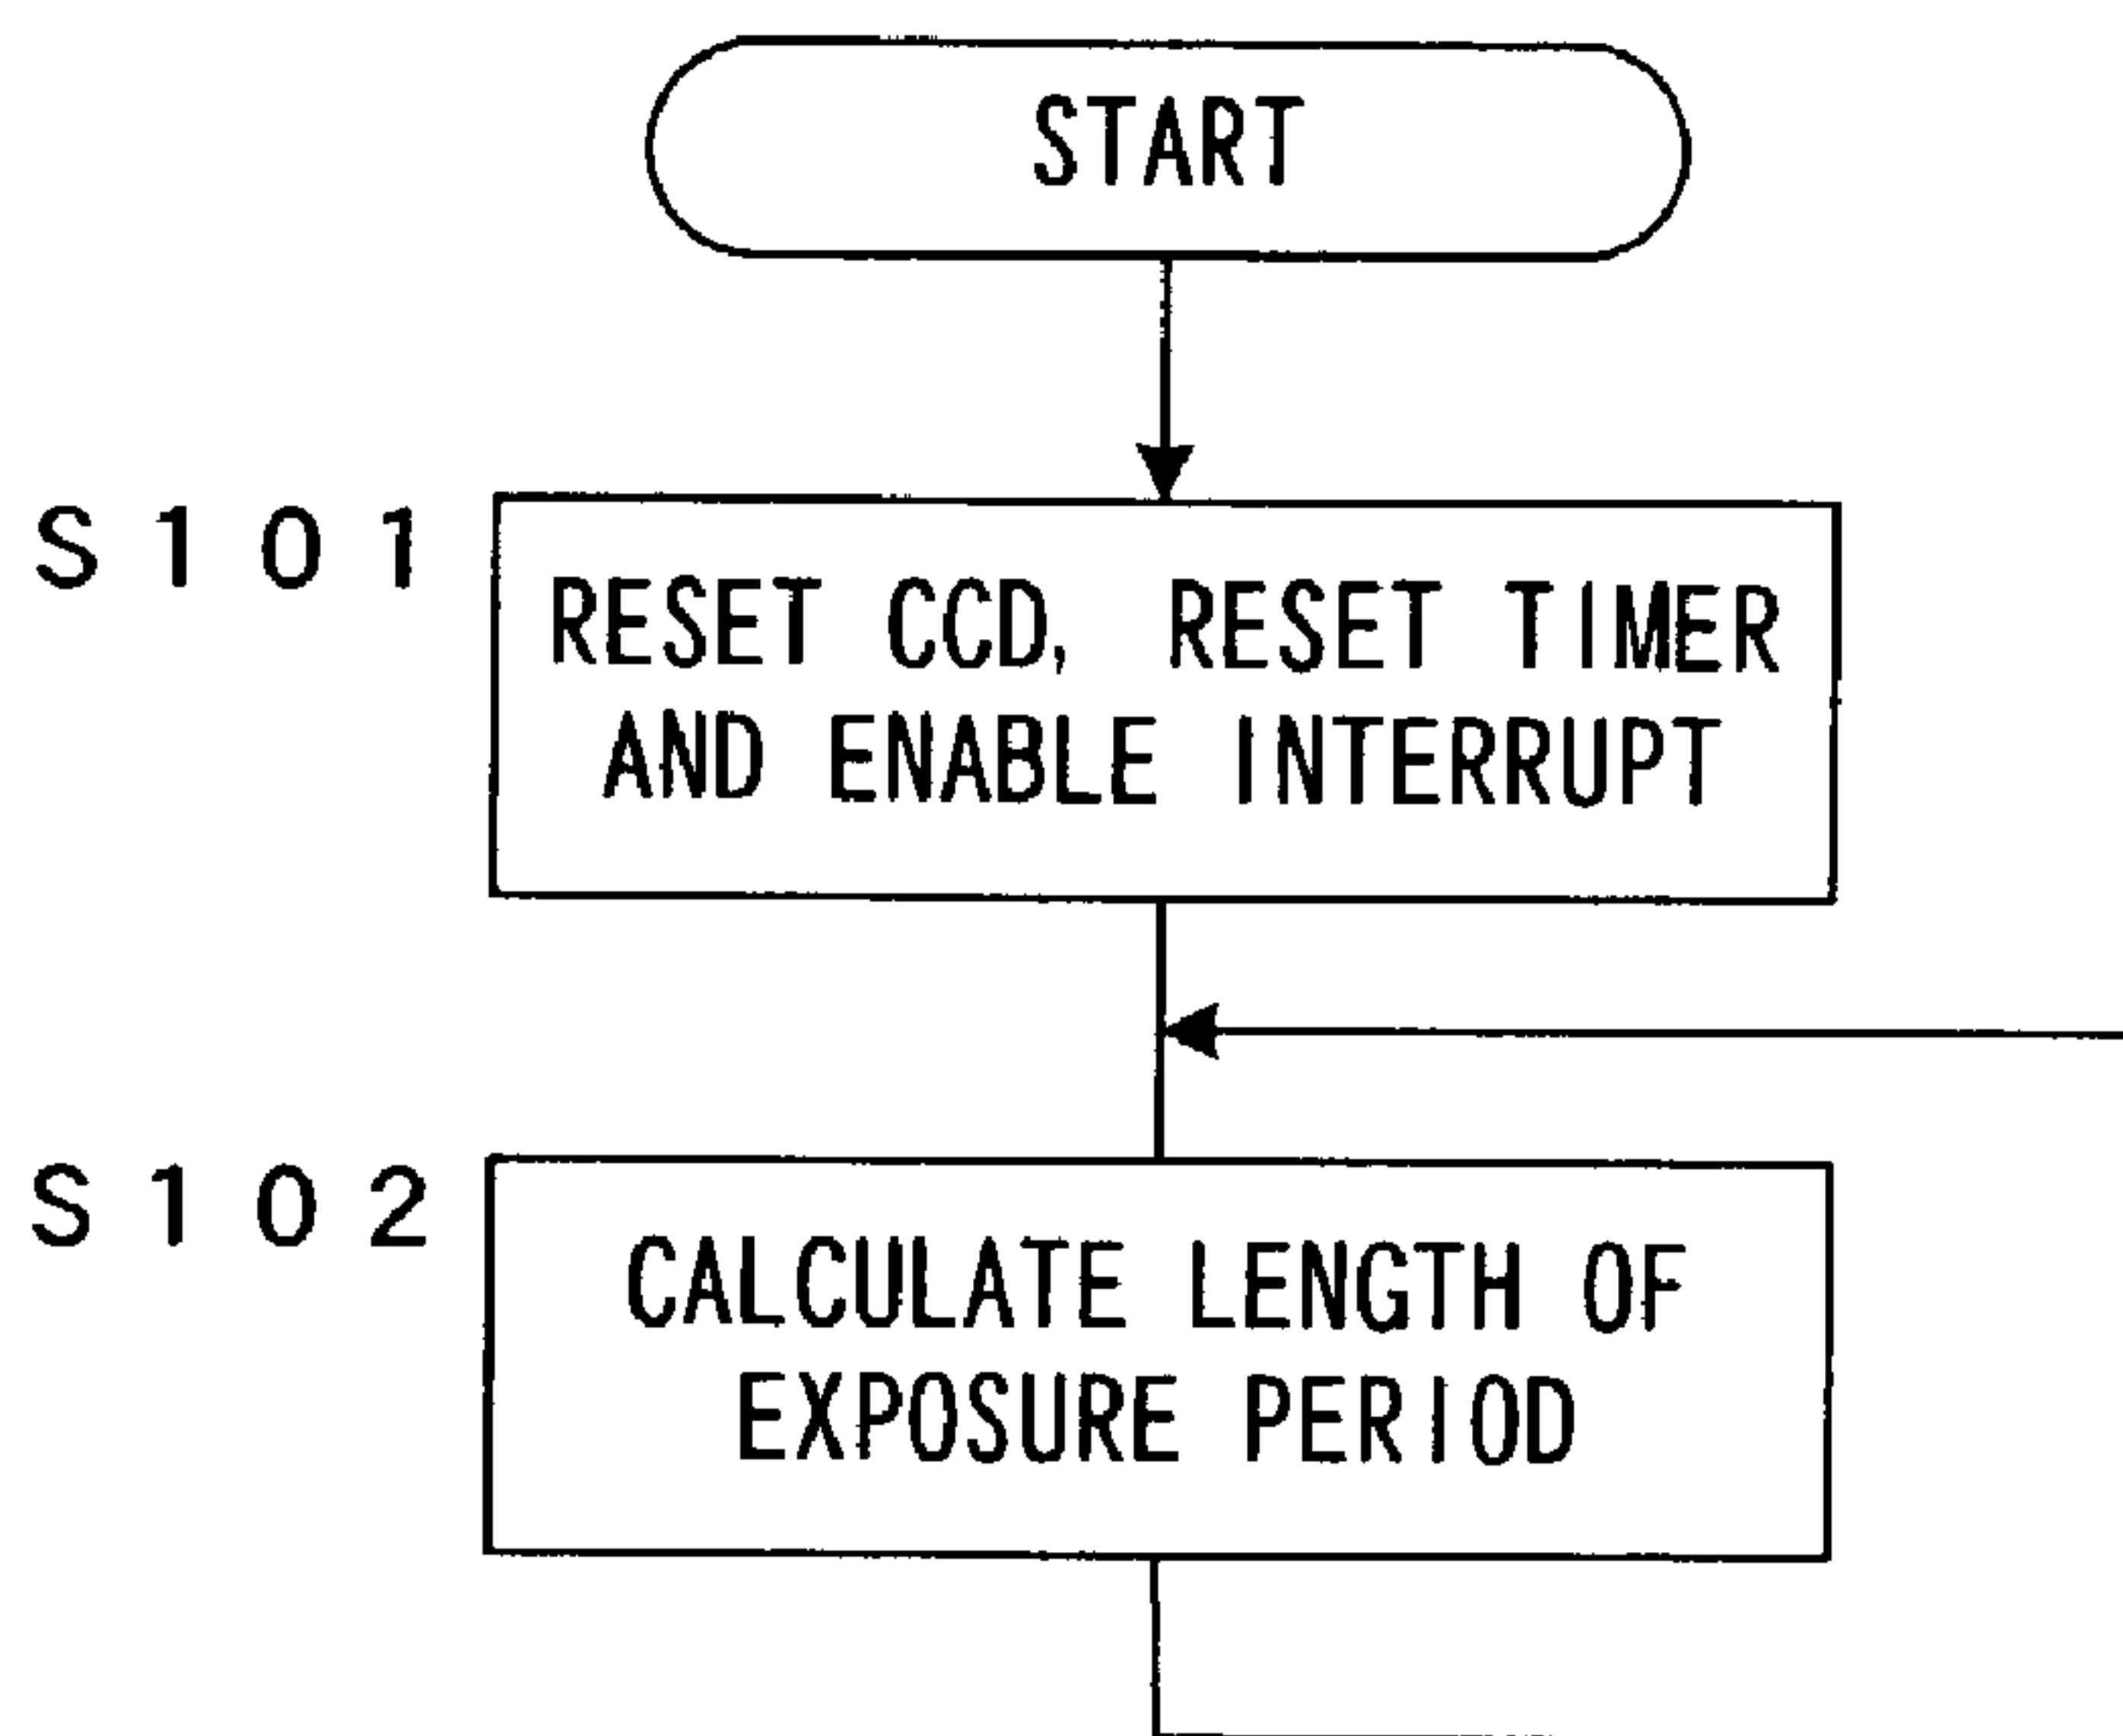 START
S101
RESET CCD, RESET TIMER
AND ENABLE INTERRUPT
S102
CALCULATE LENGTH OF
EXPOSURE PERIOD